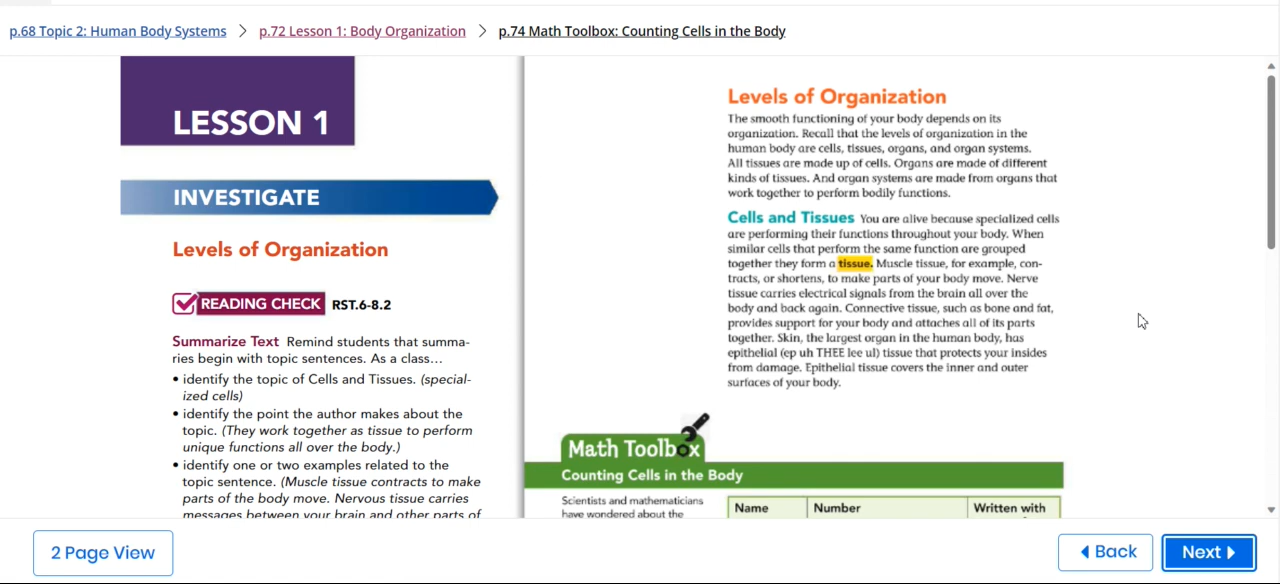 p.68 Topic 2: Human Body Systems > p.72 Lesson 1: Body Organization > p.74 Math Toolbox: Counting Cells in the Body
LESSON 1
INVESTIGATE
Levels of Organization
READING CHECK RST.6-8.2
Summarize Text Remind students that summa-
ries begin with topic sentences. As a class…
• identify the topic of Cells and Tissues. (special-
ized cells)
• identify the point the author makes about the
topic. (They work together as tissue to perform
unique functions all over the body.)
• identify one or two examples related to the
topic sentence. (Muscle tissue contracts to make
parts of the body move. Nervous tissue carries
messages between your brain and other parts of
Levels of Organization
The smooth functioning of your body depends on its
organization. Recall that the levels of organization in the
human body are cells, tissues, organs, and organ systems.
All tissues are made up of cells. Organs are made of different
kinds of tissues. And organ systems are made from organs that
work together to perform bodily functions.
Cells and Tissues You are alive because specialized cells
are performing their functions throughout your body. When
similar cells that perform the same function are grouped
together they form a tissue. Muscle tissue, for example, con-
tracts, or shortens, to make parts of your body move. Nerve
tissue carries electrical signals from the brain all over the
body and back again. Connective tissue, such as bone and fat,
provides support for your body and attaches all of its parts
together. Skin, the largest organ in the human body, has
epithelial (ep uh THEE lee ul) tissue that protects your insides
from damage. Epithelial tissue covers the inner and outer
surfaces of your body.
Math Toolbox
Counting Cells in the Body
Scientists and mathematicians
have wondered about the
Name Number Written with
2 Page View
Back
Next